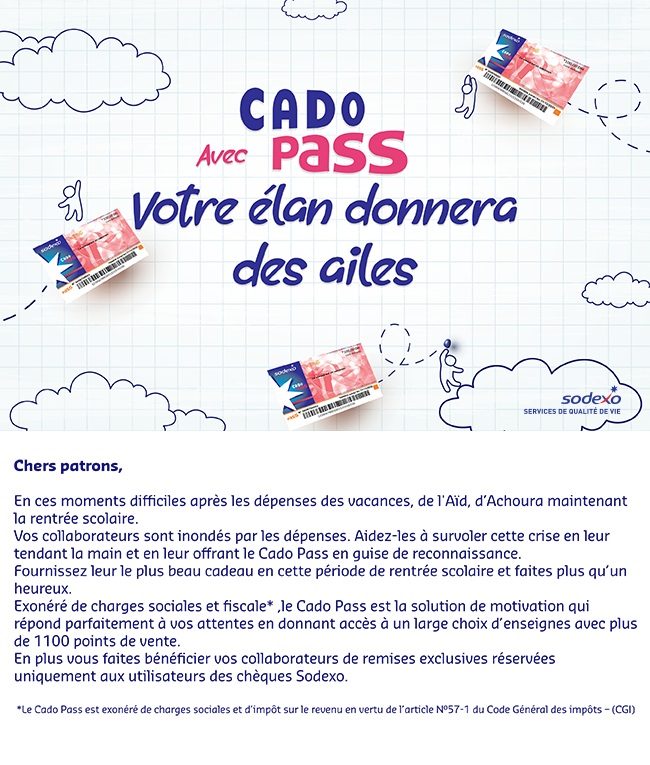 CADO
Avec pass
Votre élan donnera
des ailes
sodexo
sodexo
sodexo
sodexo
SERVICES DE QUALITÉ DE VIE
Chers patrons,
En ces moments difficiles après les dépenses des vacances, de l'Aïd, d’Achoura maintenant
la rentrée scolaire.
Vos collaborateurs sont inondés par les dépenses. Aidez-les à survoler cette crise en leur
tendant la main et en leur offrant le Cado Pass en guise de reconnaissance.
Fournissez leur le plus beau cadeau en cette période de rentrée scolaire et faites plus qu’un
heureux.
Exonéré de charges sociales et fiscale* ,le Cado Pass est la solution de motivation qui
répond parfaitement à vos attentes en donnant accès à un large choix d’enseignes avec plus
de 1100 points de vente.
En plus vous faites bénéficier vos collaborateurs de remises exclusives réservées
uniquement aux utilisateurs des chèques Sodexo.
*Le Cado Pass est exonéré de charges sociales et d’impôt sur le revenu en vertu de l’article Nº57-1 du Code Général des impôts – (CGI)